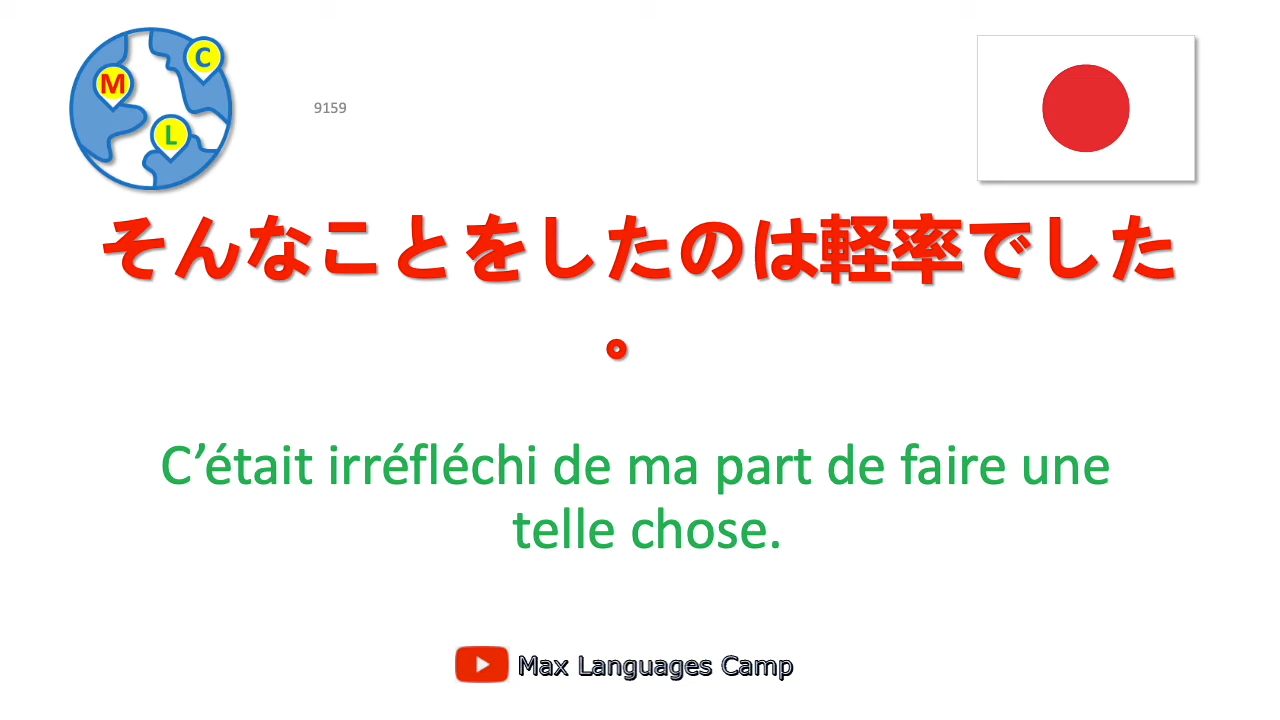 C
M
L
9159
そんなことをしたのは軽率でした
。
C’était irréfléchi de ma part de faire une
telle chose.
Max Languages Camp